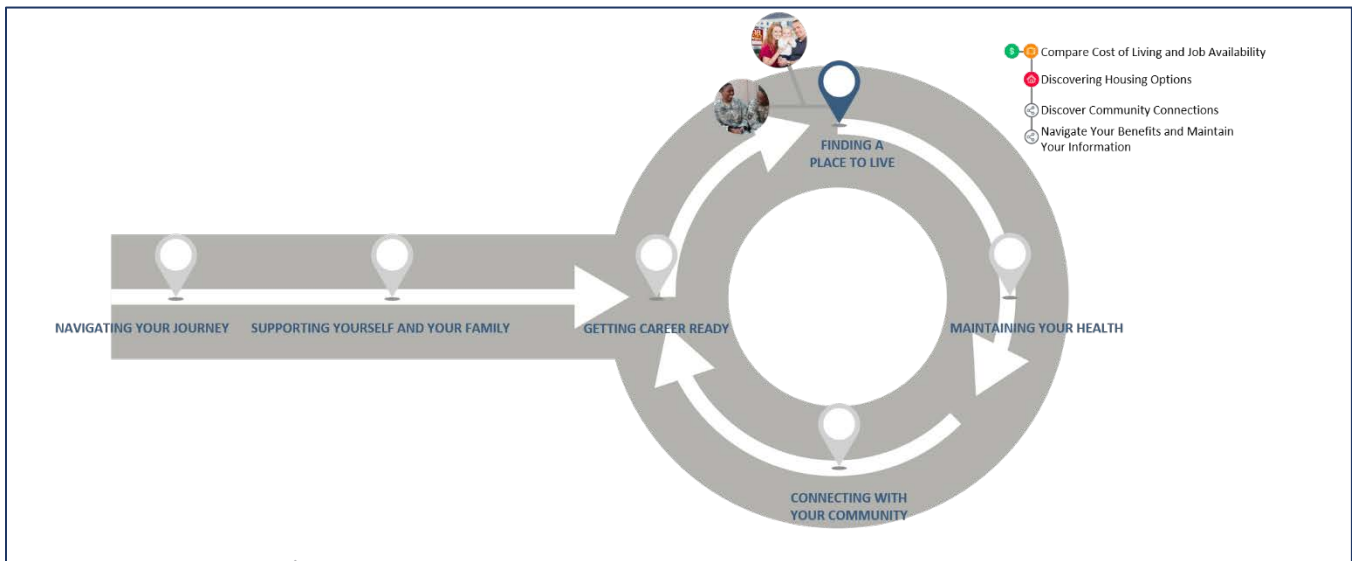 Compare Cost of Living and Job Availability
Discovering Housing Options
Discover Community Connections
Navigate Your Benefits and Maintain
Your Information
FINDING A
PLACE TO LIVE
NAVIGATING YOUR JOURNEY
SUPPORTING YOURSELF AND YOUR FAMILY
GETTING CAREER READY
MAINTAINING YOUR HEALTH
CONNECTING WITH
YOUR COMMUNITY